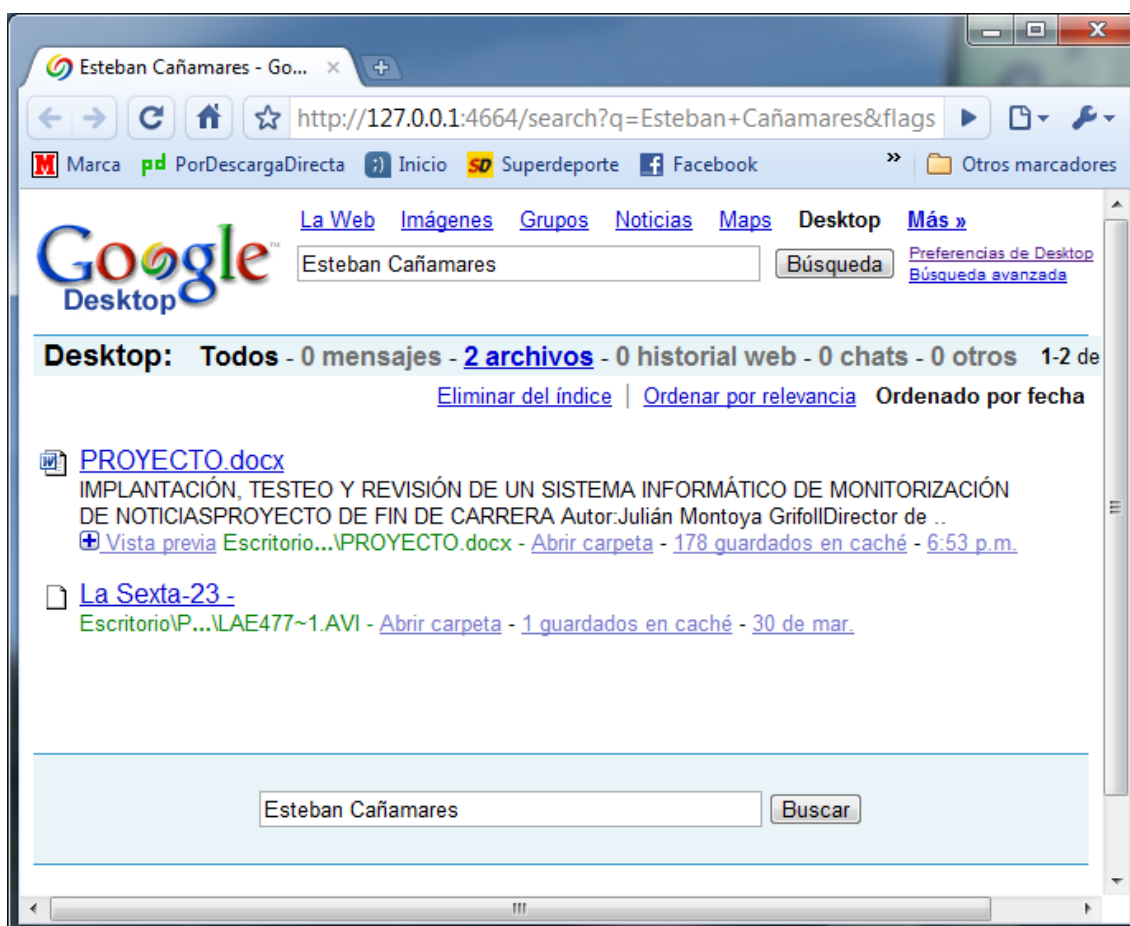 Esteban Cañamares - Go...
http://127.0.0.1:4664/search?q=Esteban+Cañamares&flags
Marca pd PorDescargaDirecta Inicio SD Superdeporte Facebook » Otros marcadores
La Web Imágenes Grupos Noticias Maps Desktop Más »
Google™
Desktop
Esteban Cañamares Búsqueda
Preferencias de Desktop
Búsqueda avanzada
Desktop: Todos - 0 mensajes - 2 archivos - 0 historial web - 0 chats - 0 otros 1-2 de
Eliminar del índice | Ordenar por relevancia Ordenado por fecha
PROYECTO.docx
IMPLANTACIÓN, TESTEO Y REVISIÓN DE UN SISTEMA INFORMÁTICO DE MONITORIZACIÓN
DE NOTICIASPROYECTO DE FIN DE CARRERA Autor:Julián Montoya GrifollDirector de ..
Vista previa Escritorio...\PROYECTO.docx - Abrir carpeta - 178 guardados en caché - 6:53 p.m.
La Sexta-23 -
Escritorio\P...\LAE477~1.AVI - Abrir carpeta - 1 guardados en caché - 30 de mar.
Esteban Cañamares Buscar